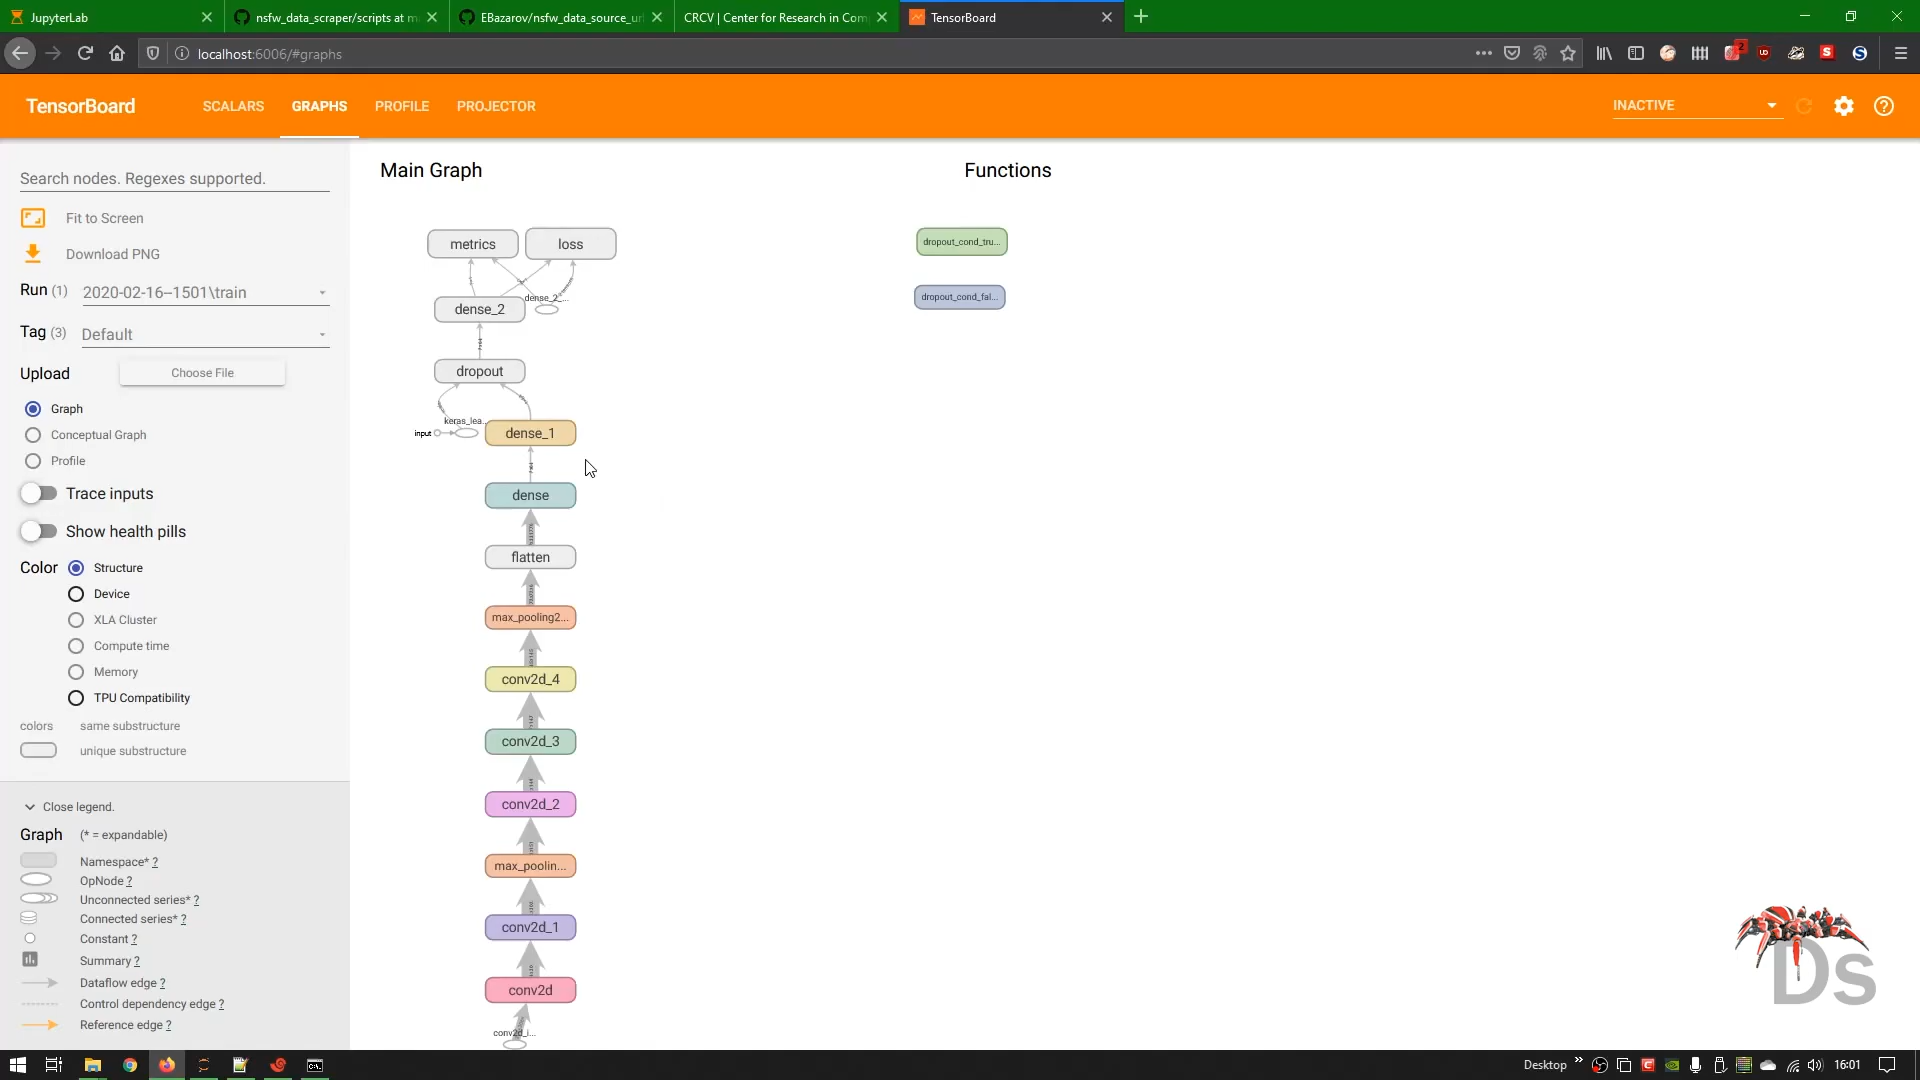 JupyterLab
nsfw_data_scraper/scripts at m
EBazarov/nsfw_data_source_url
CRCV | Center for Research in Com
TensorBoard
localhost:6006/#graphs
2
TensorBoard
SCALARS
GRAPHS
PROFILE
PROJECTOR
INACTIVE
Search nodes. Regexes supported.
Fit to Screen
Download PNG
Run (1) 2020-02-16--1501\train
Tag (3) Default
Upload Choose File
Graph
Conceptual Graph
Profile
Trace inputs
Show health pills
Color Structure
Device
XLA Cluster
Compute time
Memory
TPU Compatibility
colors same substructure
unique substructure
Close legend.
Graph (* = expandable)
Namespace* ?
OpNode ?
Unconnected series* ?
Connected series* ?
Constant ?
Summary ?
Dataflow edge ?
Control dependency edge ?
Reference edge ?
Main Graph
metrics loss
dense_2_...
dense_2
dropout
keras_lea...
input dense_1
dense
flatten
max_pooling2...
conv2d_4
conv2d_3
conv2d_2
max_poolin...
conv2d_1
conv2d
conv2d_i...
Functions
dropout_cond_tru...
dropout_cond_fal...
Ds
Desktop
16:01